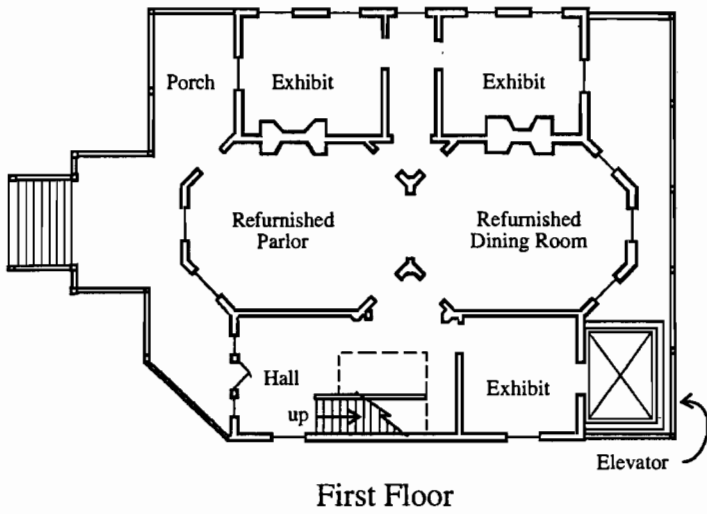 Porch
Exhibit
Exhibit
Refurnished
Parlor
Refurnished
Dining Room
Hall
up
Exhibit
Elevator
First Floor